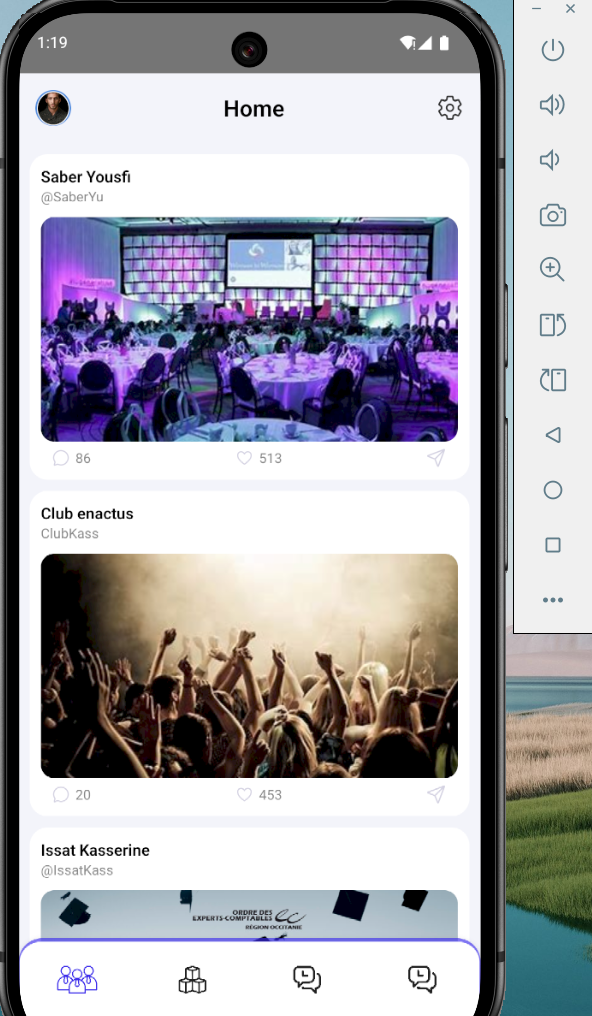 1:19
Home
Saber Yousfi
@SaberYu
86
513
Club enactus
ClubKass
20
453
Issat Kasserine
@IssatKass
ORDRE DES
EXPERTS-COMPTABLES
RÉGION OCCITANIE